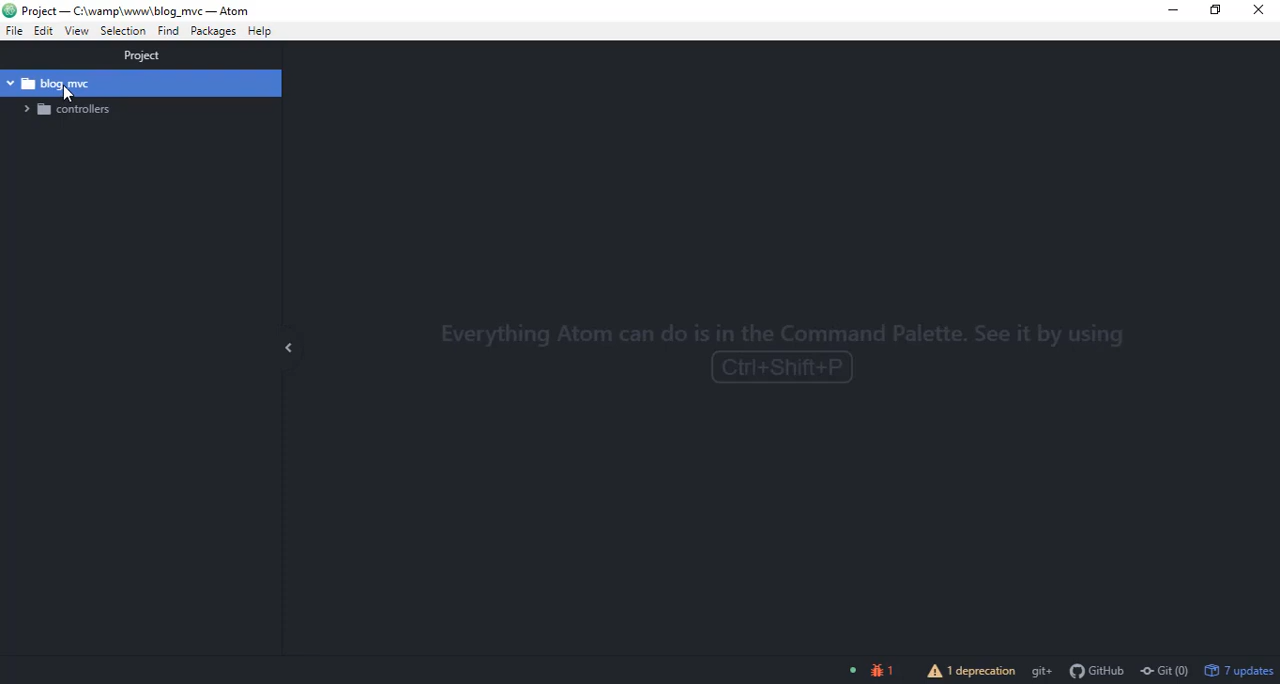 Project — C:\wamp\www\blog_mvc — Atom
File Edit View Selection Find Packages Help
Project
blog_mvc
controllers
Everything Atom can do is in the Command Palette. See it by using
Ctrl+Shift+P
1 1 deprecation git+ GitHub Git (0) 7 updates